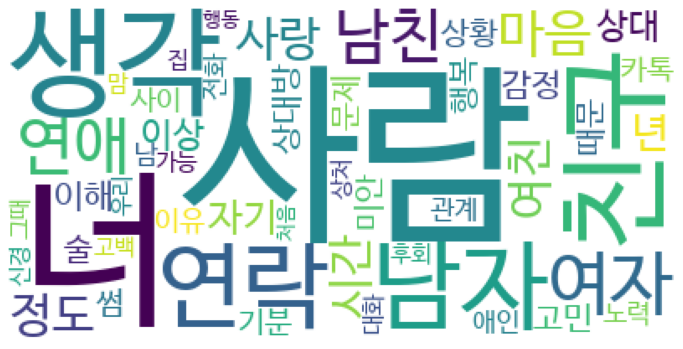 생각
행동
사랑
남친
상황
마음
상대
집
전화
맘
사이
연애
이상
상대방
문제
행복
감정
카톡
때문
넌
사람
친구
너
남
가능
우리
이해
상처
미안
여친
관계
신경
그때
술
고백
이유
자기
처음
연락
시간
후회
남자
여자
정도
썸
기분
대화
애인
고민
노력